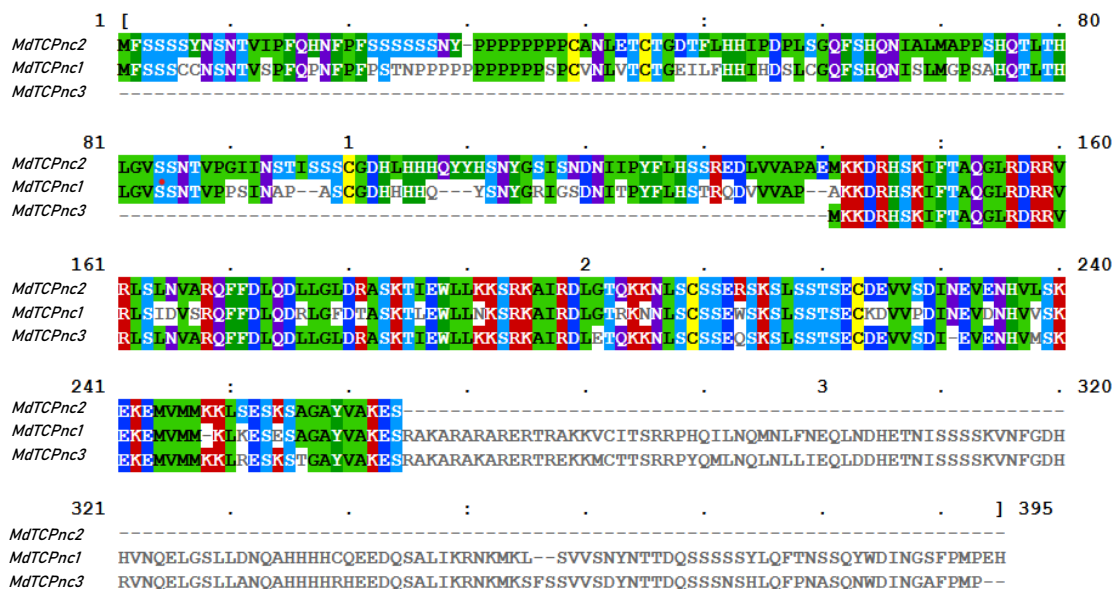 1 [ . : . 80
MdTCPnc2 MFSSSSYNSNTVIPFQHNFPFSSSSSSNY-PPPPPPPPCANLETCTGDTFLHHIPDPLSGQFSHQNIALMAPPSHQTLTH
MdTCPnc1 MFSSSCCNSNTVSPFQPNFPFPSTNPPPPPPPPPPPSPCVNLVTCTGEILFHHIHDSLCGQFSHQNISLMGPSAHQTLTH
MdTCPnc3 --------------------------------------------------------------------------------
81 . 1 . . : . 160
MdTCPnc2 LGVSSNTVPGIINSTISSSCGDHLHHHQYYHSNYGSISNDNIIPYFLHSSREDLVVAPAEMKKDRHSKIFTAQGLRDRRV
MdTCPnc1 LGVSSNTVPPSINAP--ASCGDHHHHQ---YSNYGRIGSDNITPYFLHSTRQDVVVAP--AKKDRHSKIFTAQGLRDRRV
MdTCPnc3 ------------------------------------------------------------MKKDRHSKIFTAQGLRDRRV
161 . : . 2 . : . 240
MdTCPnc2 RLSLNVARQFFDLQDLLGLDRASKTIEWLLKKSRKAIRDLGTQKKNLSCSSERSKSLSSTSECDEVVSDINEVENHVLSK
MdTCPnc1 RLSIDVSRQFFDLQDRLGFDTASKTLEWLLNKSRKAIRDLGTRKNNLSCSSEWSKSLSSTSECKDVVPDINEVDNHVVSK
MdTCPnc3 RLSLNVARQFFDLQDLLGLDRASKTIEWLLKKSRKAIRDLETQKKNLSCSSEQSKSLSSTSECDEVVSDI-EVENHVMSK
241 : . . 3 . 320
MdTCPnc2 EKEMVMMKKLSESKSAGAYVAKES--------------------------------------------------------
MdTCPnc1 EKEMVMM-KLKESESAGAYVAKESRAKARARARERTRAKKVCITSRRPHQILNQMNLFNEQLNDHETNISSSSKVNFGDH
MdTCPnc3 EKEMVMMKKLRESKSTGAYVAKESRAKARAKARERTREKKMCTTSRRPYQMLNQLNLLIEQLDDHETNISSSSKVNFGDH
321 . : . . : . ] 395
MdTCPnc2 ---------------------------------------------------------------------------
MdTCPnc1 HVNQELGSLLDNQAHHHHCQEEDQSALIKRNKMKL--SVVSNYNTTDQSSSSSYLQFTNSSQYWDINGSFPMPEH
MdTCPnc3 RVNQELGSLLANQAHHHHRHEEDQSALIKRNKMKSFSSVVSDYNTTDQSSSNSHLQFPNASQNWDINGAFPMP--